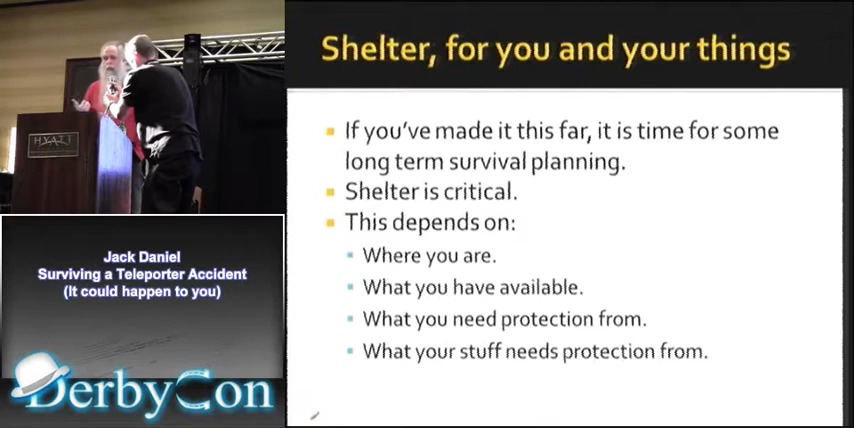 HYATT
Jack Daniel
Surviving a Teleporter Accident
(It could happen to you)
DerbyCon
Shelter, for you and your things
If you've made it this far, it is time for some
long term survival planning.
Shelter is critical.
This depends on:
Where you are.
What you have available.
What you need protection from.
What your stuff needs protection from.